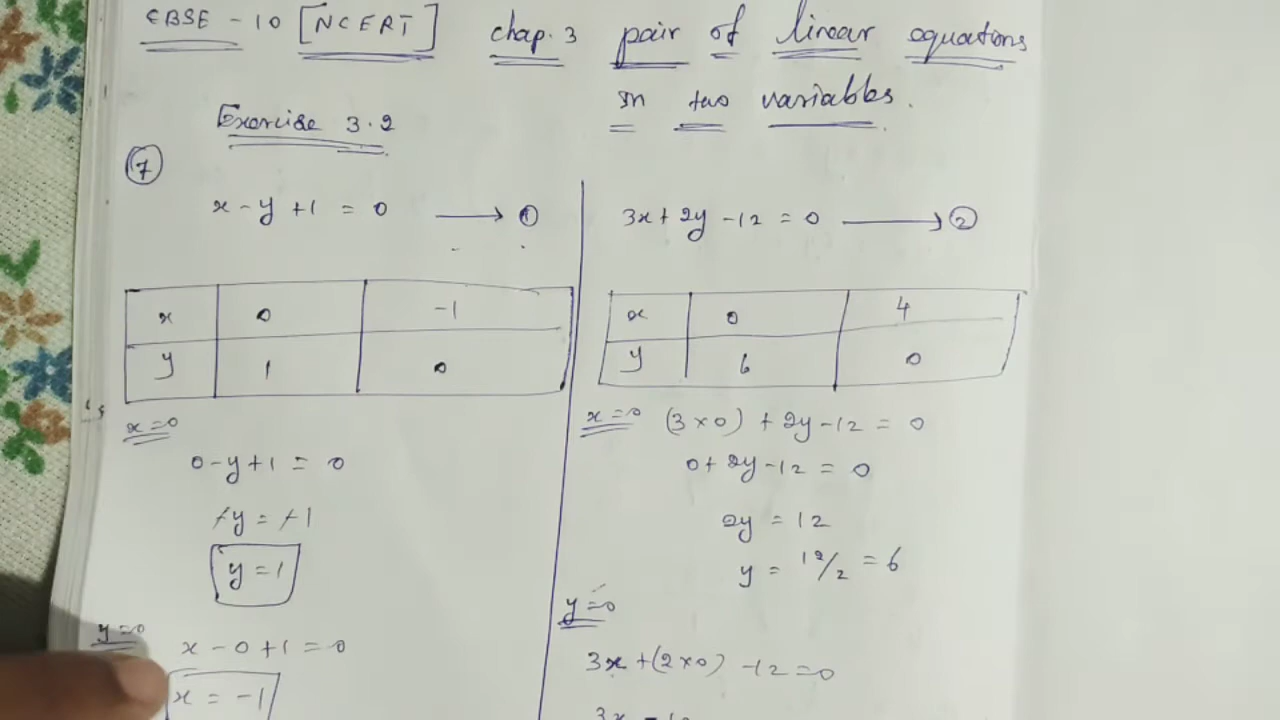 CBSE - 10 [NCERT] chap. 3 pair of linear equations
in two variables.
Exercise 3.2
7
x - y + 1 = 0 → ①
x 0 -1
y 1 0
x = 0
0 - y + 1 = 0
-y = -1
y = 1
y = 0
x - 0 + 1 = 0
x = -1
3x + 2y - 12 = 0 → ②
x 0 4
y 6 0
x = 0 (3 × 0) + 2y - 12 = 0
0 + 2y - 12 = 0
2y = 12
y = 12/2 = 6
y = 0
3x + (2 × 0) - 12 = 0